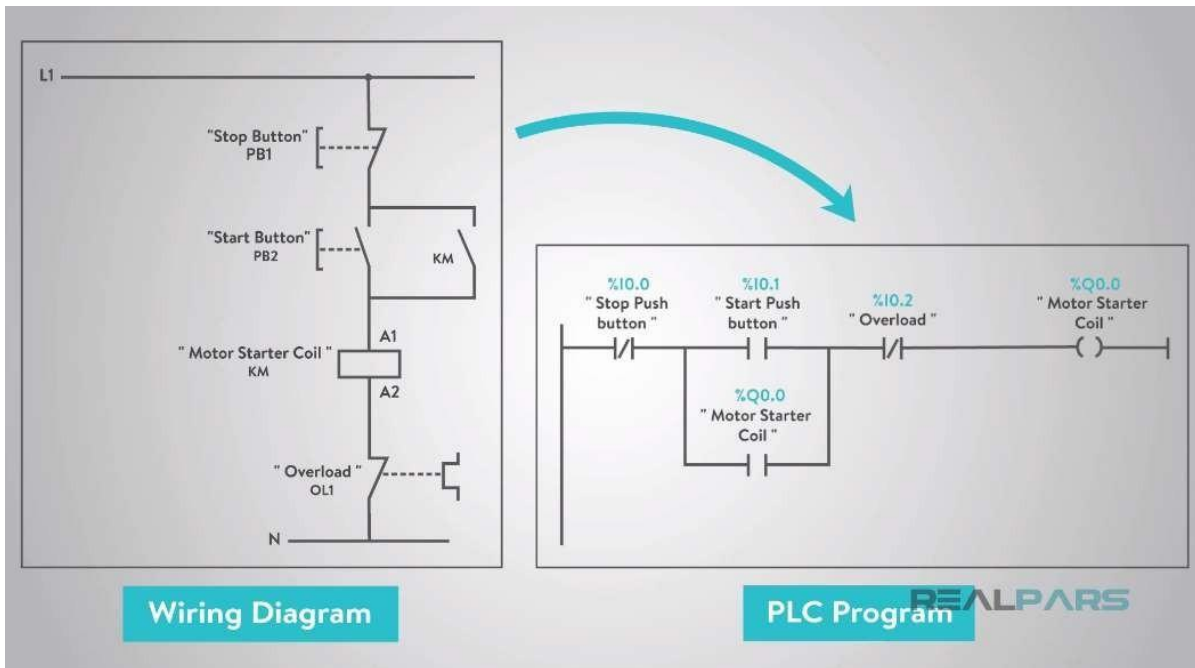 L1
"Stop Button"
PB1
"Start Button"
PB2
KM
A1
" Motor Starter Coil "
KM
A2
" Overload "
OL1
N
Wiring Diagram
%I0.0
" Stop Push
button "
%I0.1
" Start Push
button "
%I0.2
" Overload "
%Q0.0
" Motor Starter
Coil "
%Q0.0
" Motor Starter
Coil "
PLC Program
REALPARS